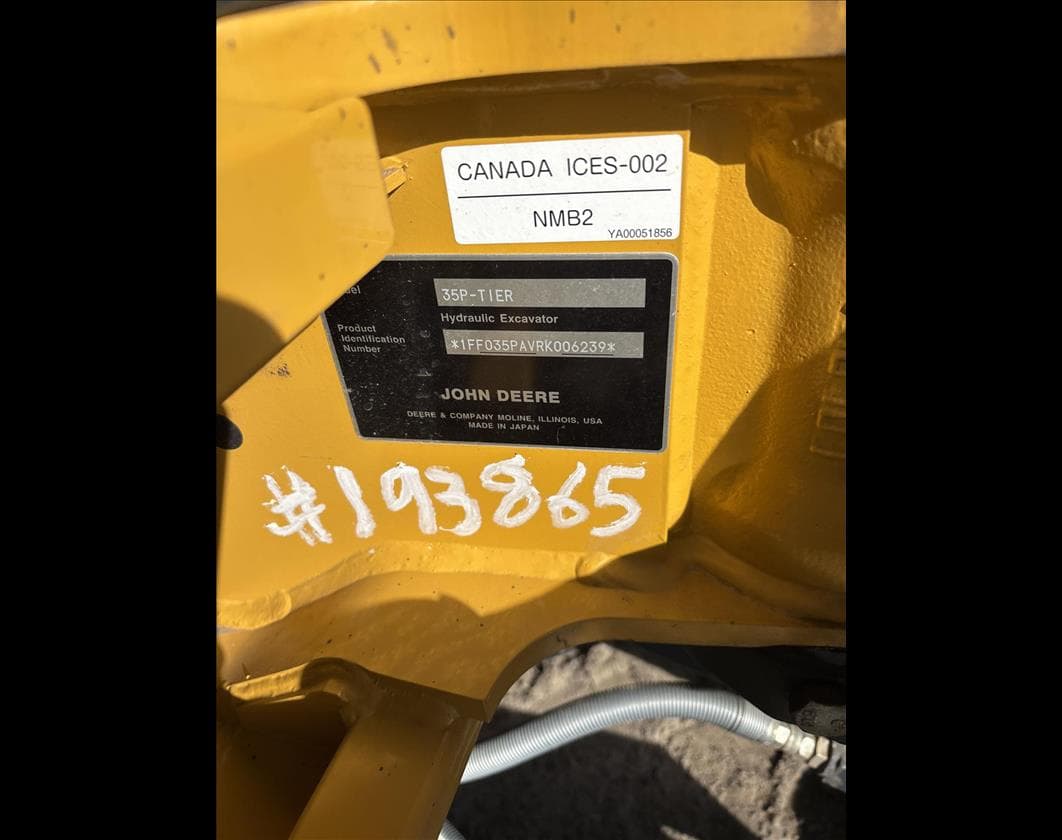 CANADA ICES-002
NMB2
YA00051856
35P-TIER
Hydraulic Excavator
Product
Identification
Number
*1FF035PAVRK006239*
JOHN DEERE
DEERE & COMPANY MOLINE, ILLINOIS, USA
MADE IN JAPAN
#193865